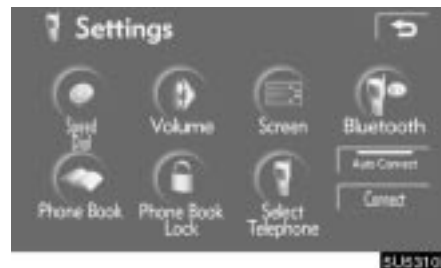 Settings
Speed
Dial
Volume
Screen
Bluetooth
Auto Connect
Phone Book
Phone Book
Lock
Select
Telephone
Connect
5U5310